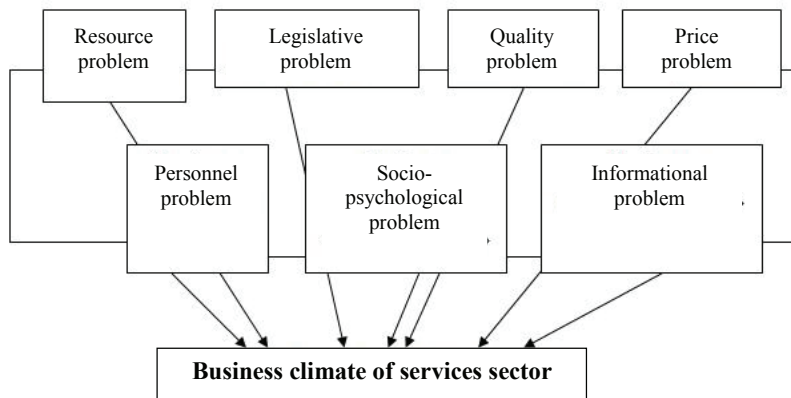 Resource
problem
Legislative
problem
Quality
problem
Price
problem
Personnel
problem
Socio-
psychological
problem
Informational
problem
Business climate of services sector